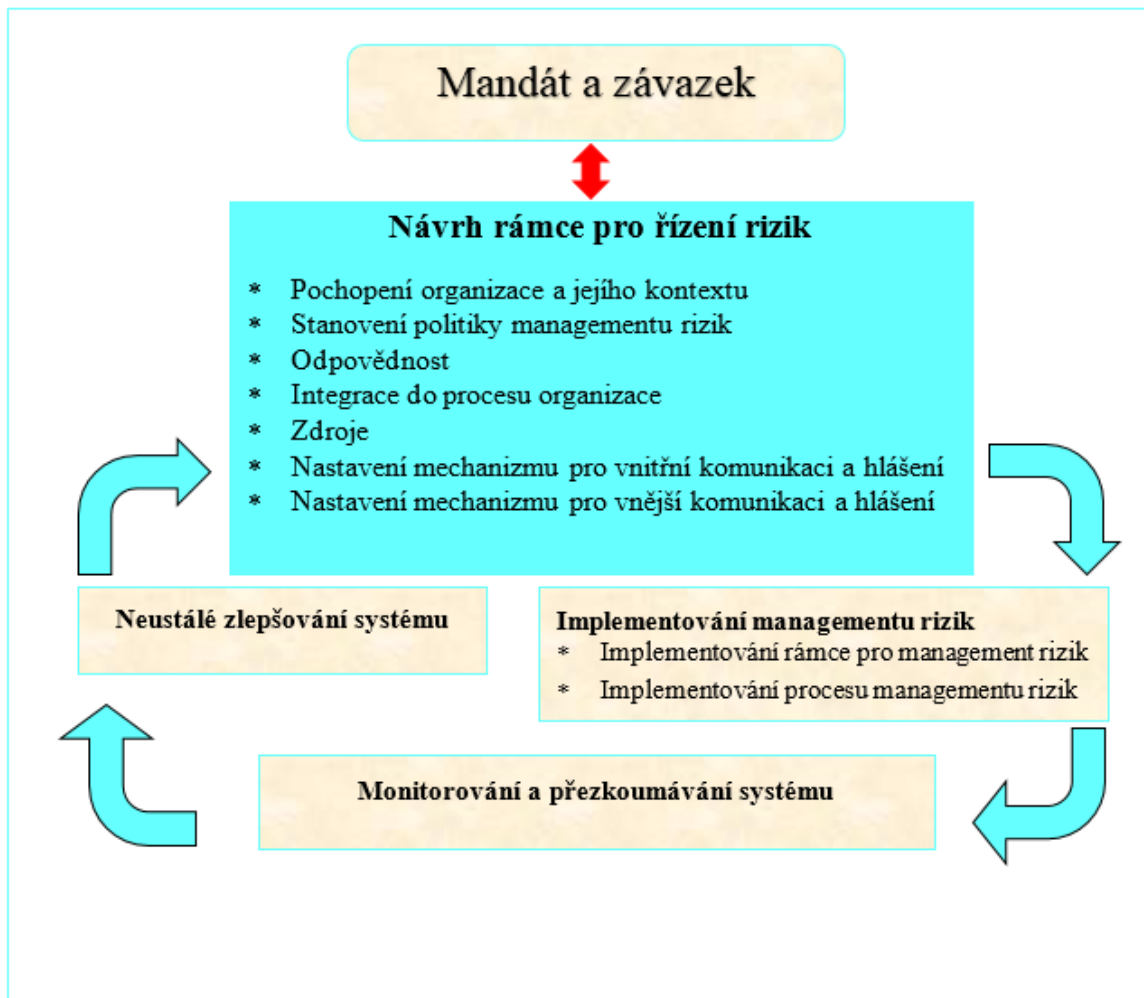 Mandát a závazek
Návrh rámce pro řízení rizik
* Pochopení organizace a jejího kontextu
* Stanovení politiky managementu rizik
* Odpovědnost
* Integrace do procesu organizace
* Zdroje
* Nastavení mechanizmu pro vnitřní komunikaci a hlášení
* Nastavení mechanizmu pro vnější komunikaci a hlášení
Neustálé zlepšování systému
Implementování managementu rizik
* Implementování rámce pro management rizik
* Implementování procesu managementu rizik
Monitorování a přezkoumávání systému